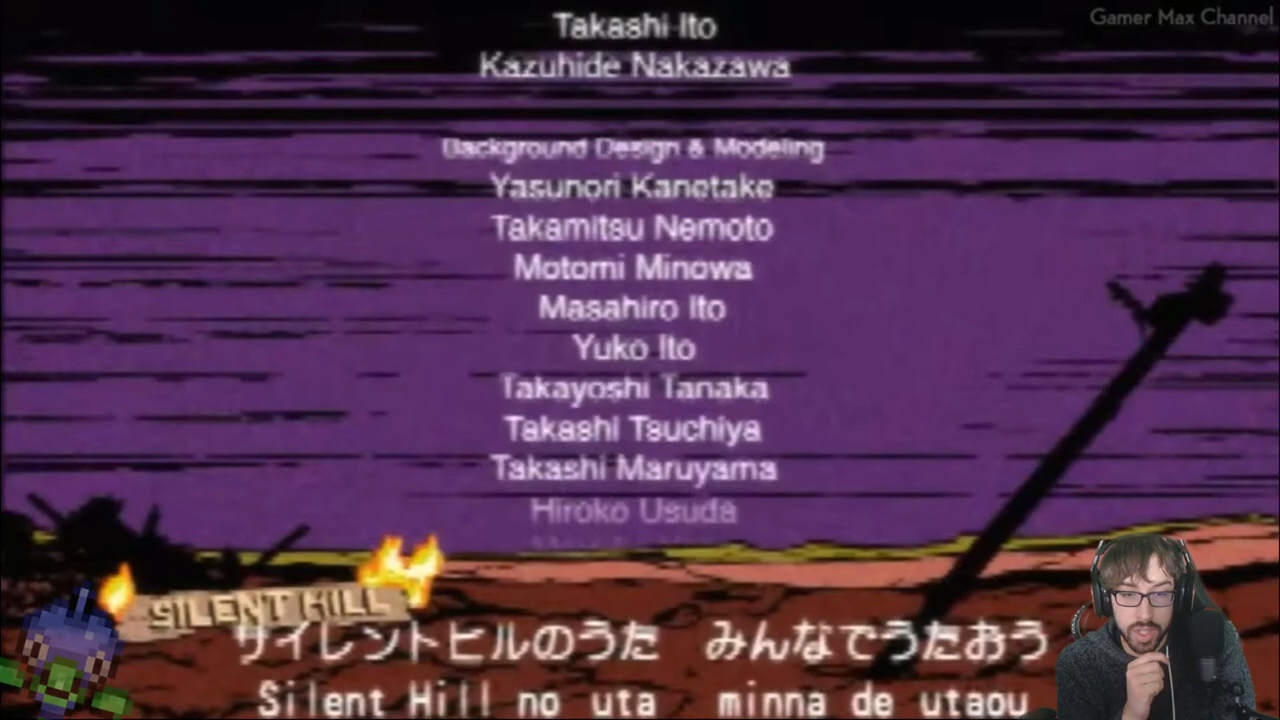 Gamer Max Channel
Takashi Ito
Kazuhide Nakazawa
Background Design & Modeling
Yasunori Kanetake
Takamitsu Nemoto
Motomi Minowa
Masahiro Ito
Yuko Ito
Takayoshi Tanaka
Takashi Tsuchiya
Takashi Maruyama
Hiroko Usuda
SILENT HILL
サイレントヒルのうた　みんなでうたおう
Silent Hill no uta minna de utaou